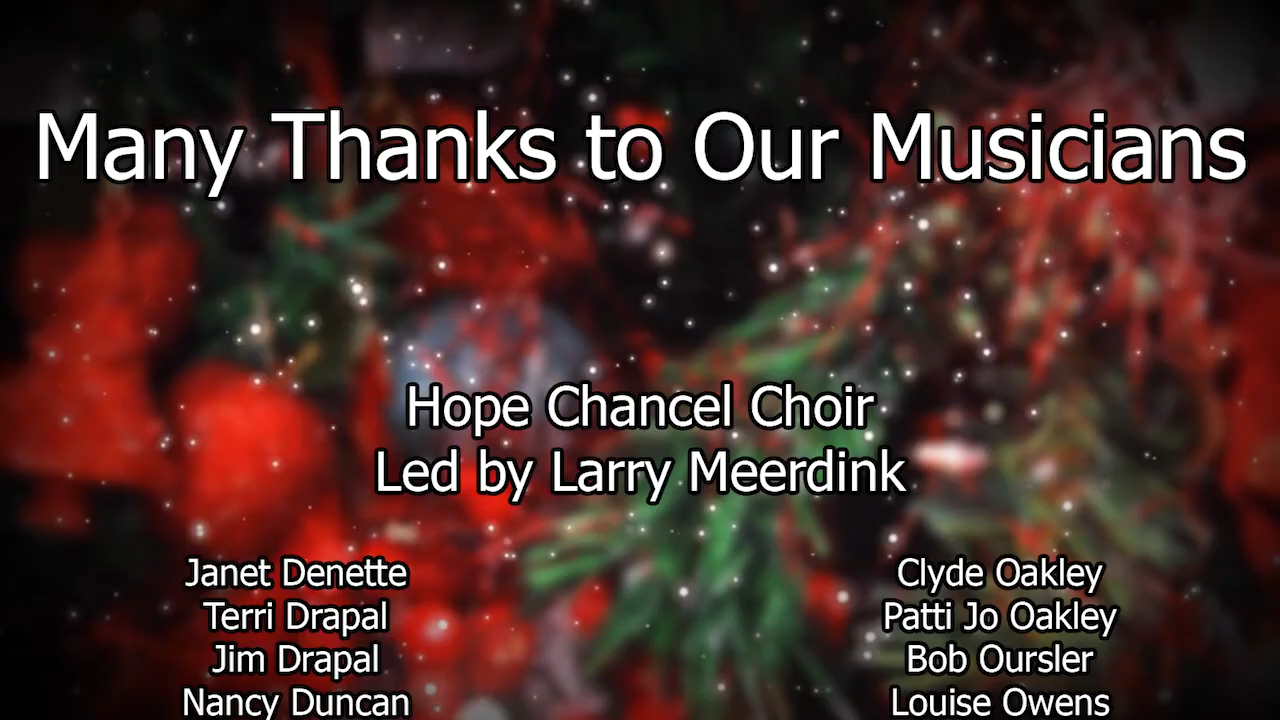 Many Thanks to Our Musicians
Hope Chancel Choir
Led by Larry Meerdink
Janet Denette
Terri Drapal
Jim Drapal
Nancy Duncan
Clyde Oakley
Patti Jo Oakley
Bob Oursler
Louise Owens